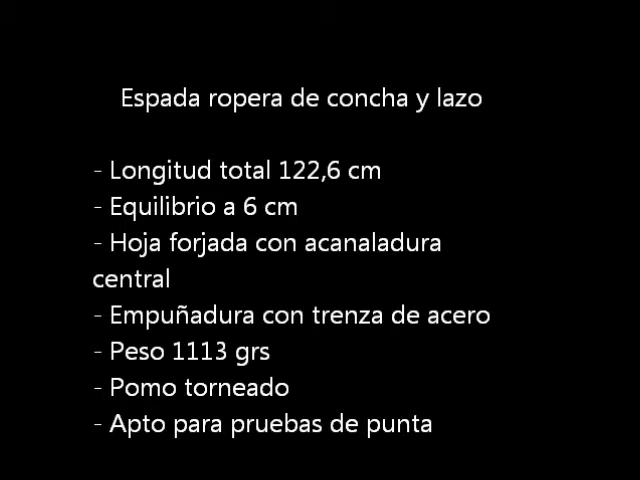 Espada ropera de concha y lazo
- Longitud total 122,6 cm
- Equilibrio a 6 cm
- Hoja forjada con acanaladura
central
- Empuñadura con trenza de acero
- Peso 1113 grs
- Pomo torneado
- Apto para pruebas de punta